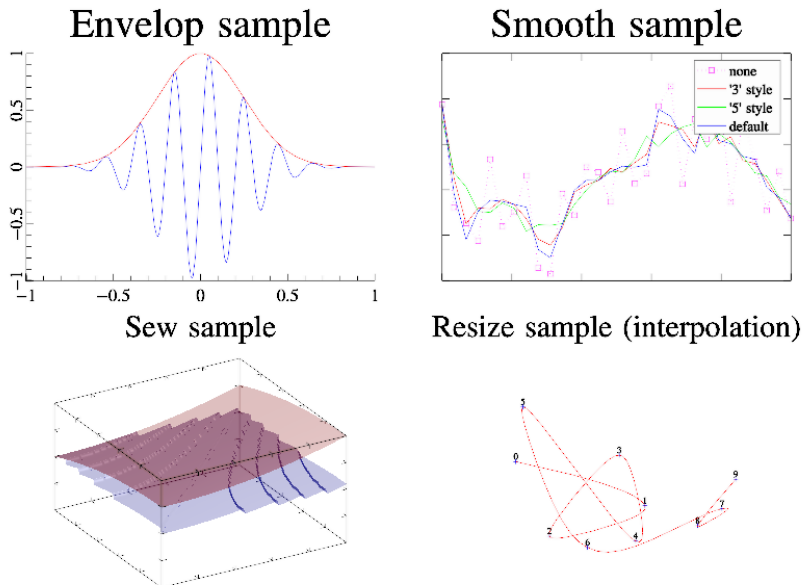 Envelop sample
Smooth sample
1
0.5
0
−0.5
−1
−1
−0.5
0
0.5
1
none
'3' style
'5' style
default
Sew sample
Resize sample (interpolation)
5
0
3
9
1
7
2
8
4
6